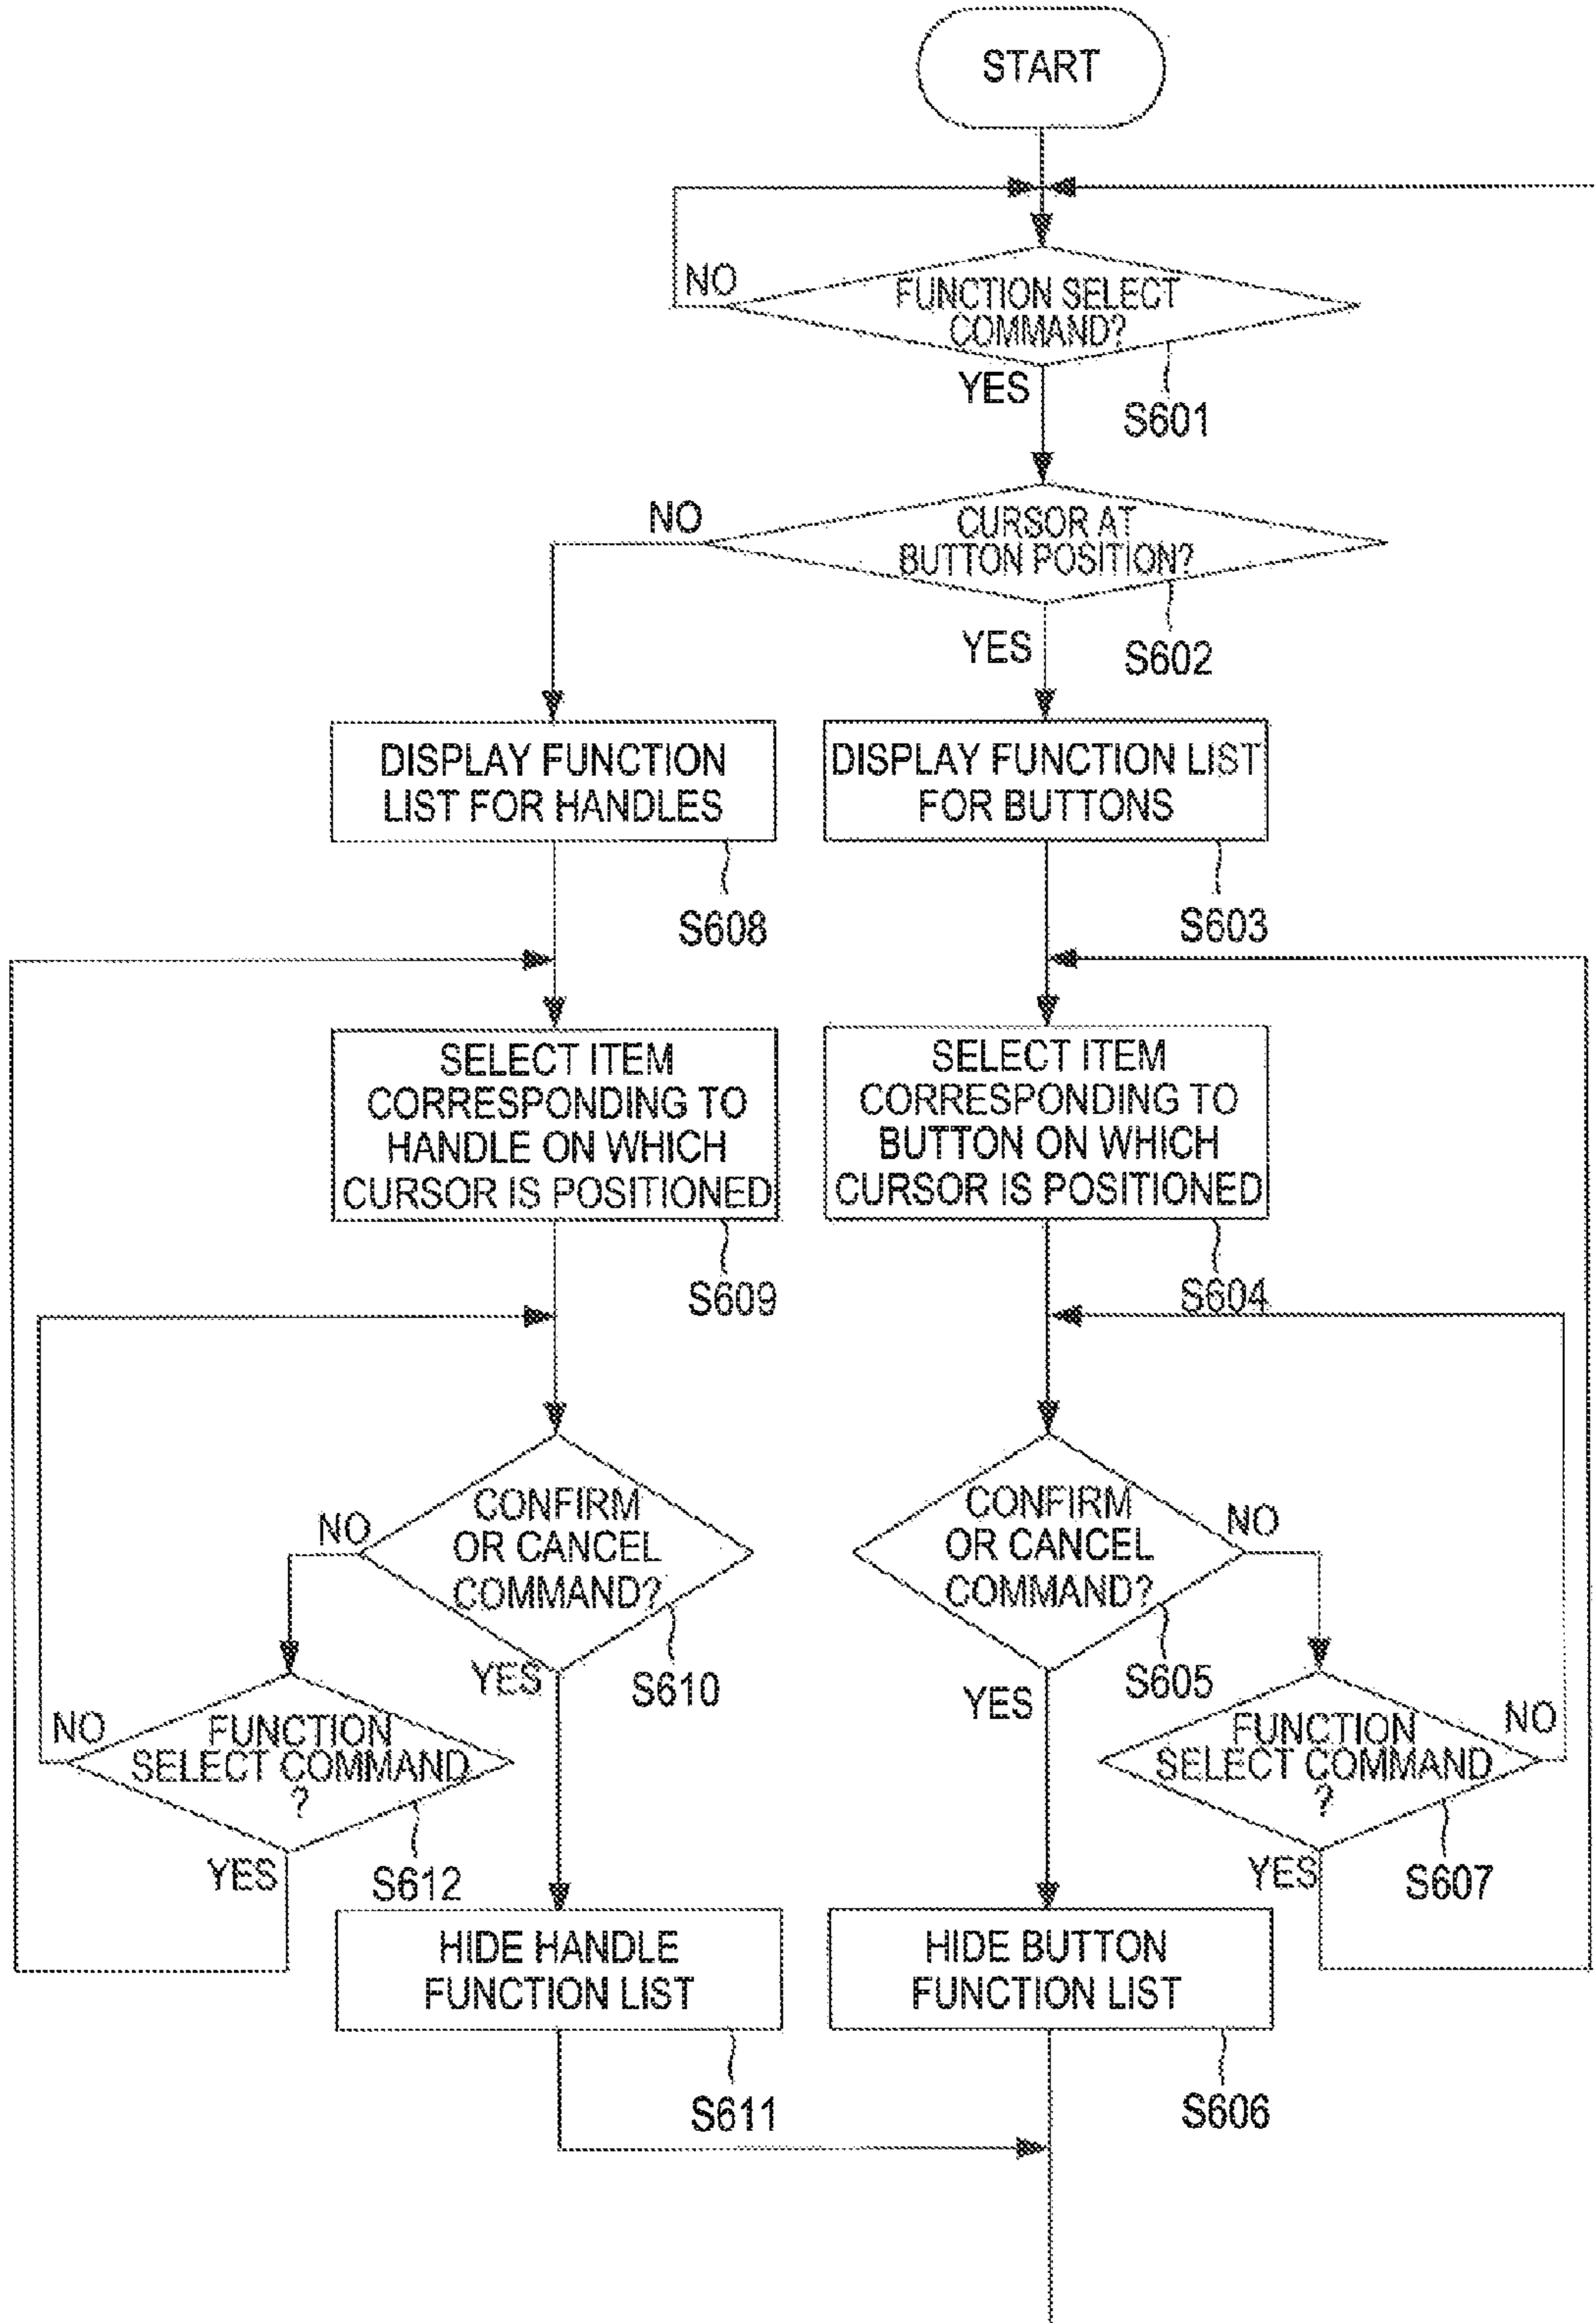 START
NO
FUNCTION SELECT
COMMAND?
YES
S601
NO
CURSOR AT
BUTTON POSITION?
YES
S602
DISPLAY FUNCTION
LIST FOR HANDLES
S608
DISPLAY FUNCTION LIST
FOR BUTTONS
S603
SELECT ITEM
CORRESPONDING TO
HANDLE ON WHICH
CURSOR IS POSITIONED
S609
SELECT ITEM
CORRESPONDING TO
BUTTON ON WHICH
CURSOR IS POSITIONED
S604
NO
CONFIRM
OR CANCEL
COMMAND?
YES
S610
CONFIRM
OR CANCEL
COMMAND?
NO
YES
S605
NO
FUNCTION
SELECT COMMAND
?
YES
S612
FUNCTION
SELECT COMMAND
?
NO
YES
S607
HIDE HANDLE
FUNCTION LIST
S611
HIDE BUTTON
FUNCTION LIST
S606